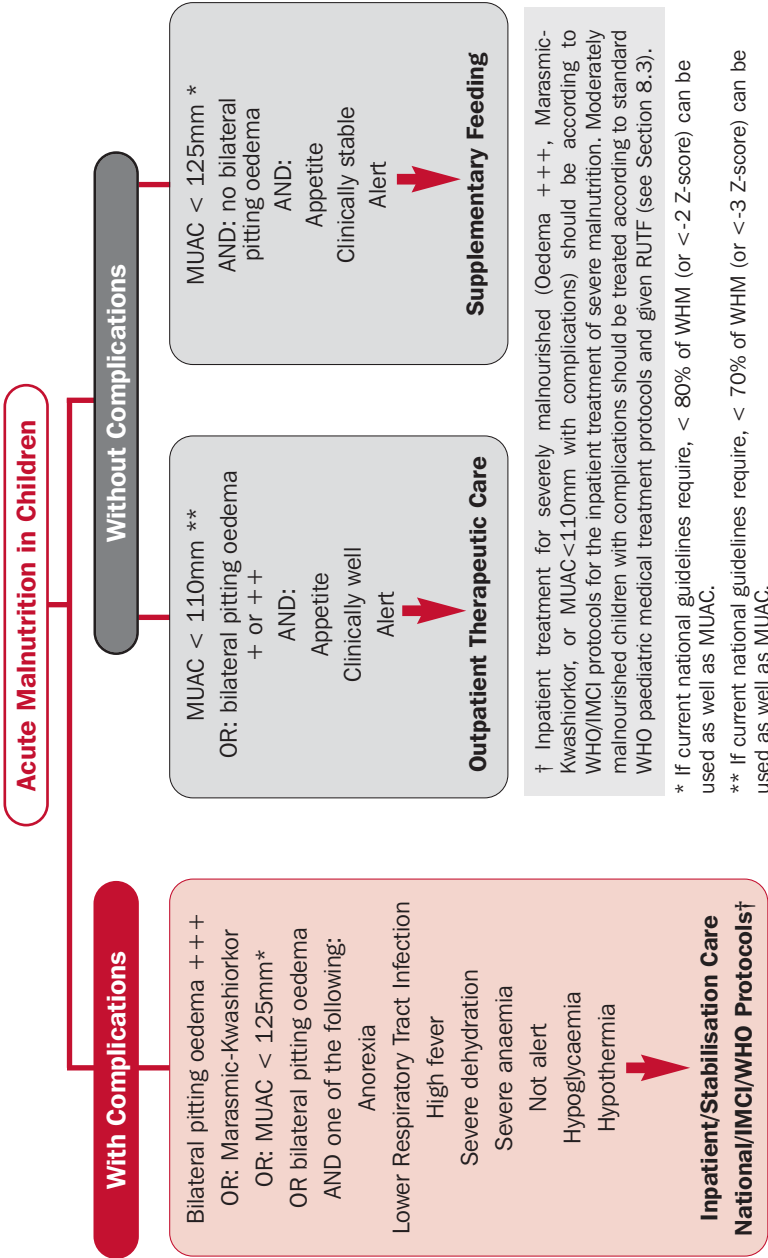 Acute Malnutrition in Children
With Complications
Bilateral pitting oedema +++
OR: Marasmic-Kwashiorkor
OR: MUAC < 125mm*
OR bilateral pitting oedema
AND one of the following:
Anorexia
Lower Respiratory Tract Infection
High fever
Severe dehydration
Severe anaemia
Not alert
Hypoglycaemia
Hypothermia
Inpatient/Stabilisation Care
National/IMCI/WHO Protocols†
Without Complications
MUAC < 110mm **
OR: bilateral pitting oedema
+ or ++
AND:
Appetite
Clinically well
Alert
Outpatient Therapeutic Care
MUAC < 125mm *
AND: no bilateral
pitting oedema
AND:
Appetite
Clinically stable
Alert
Supplementary Feeding
† Inpatient treatment for severely malnourished (Oedema +++, Marasmic-
Kwashiorkor, or MUAC<110mm with complications) should be according to
WHO/IMCI protocols for the inpatient treatment of severe malnutrition. Moderately
malnourished children with complications should be treated according to standard
WHO paediatric medical treatment protocols and given RUTF (see Section 8.3).
* If current national guidelines require, < 80% of WHM (or <-2 Z-score) can be
used as well as MUAC.
** If current national guidelines require, < 70% of WHM (or <-3 Z-score) can be
used as well as MUAC.